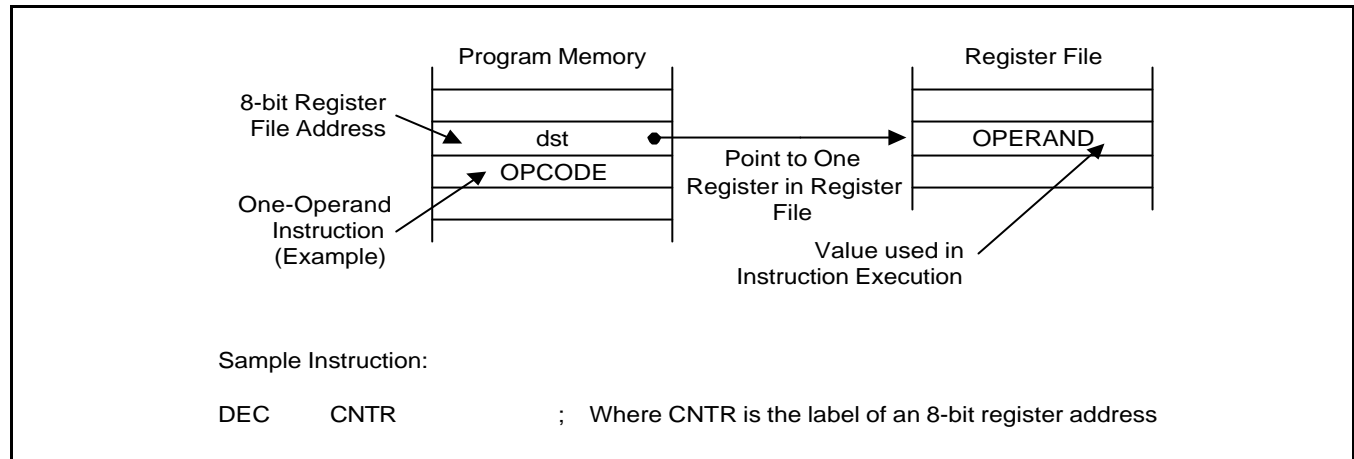 Program Memory
Register File
8-bit Register
File Address
dst
OPERAND
OPCODE
Point to One
Register in Register
File
One-Operand
Instruction
(Example)
Value used in
Instruction Execution
Sample Instruction:
DEC CNTR ; Where CNTR is the label of an 8-bit register address